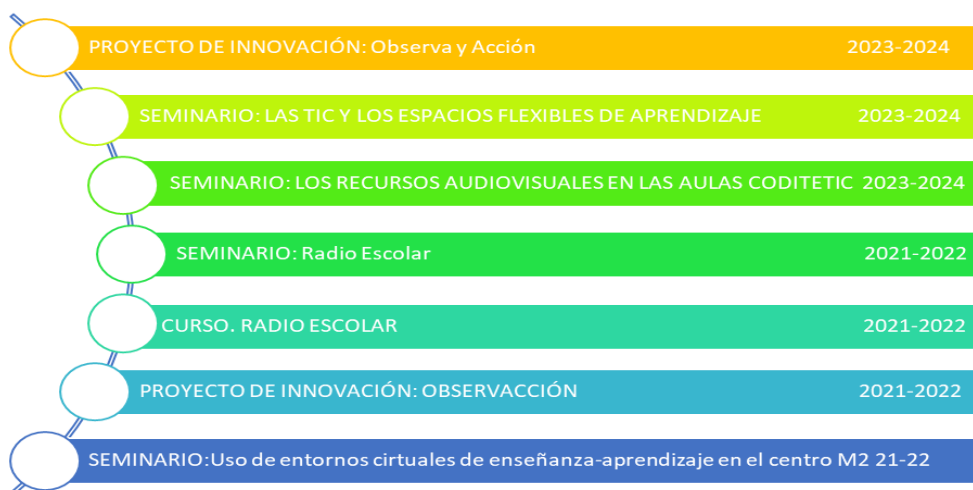 PROYECTO DE INNOVACIÓN: Observa y Acción 2023-2024
SEMINARIO: LAS TIC Y LOS ESPACIOS FLEXIBLES DE APRENDIZAJE 2023-2024
SEMINARIO: LOS RECURSOS AUDIOVISUALES EN LAS AULAS CODITETIC 2023-2024
SEMINARIO: Radio Escolar 2021-2022
CURSO. RADIO ESCOLAR 2021-2022
PROYECTO DE INNOVACIÓN: OBSERVACCIÓN 2021-2022
SEMINARIO:Uso de entornos cirtuales de enseñanza-aprendizaje en el centro M2 21-22